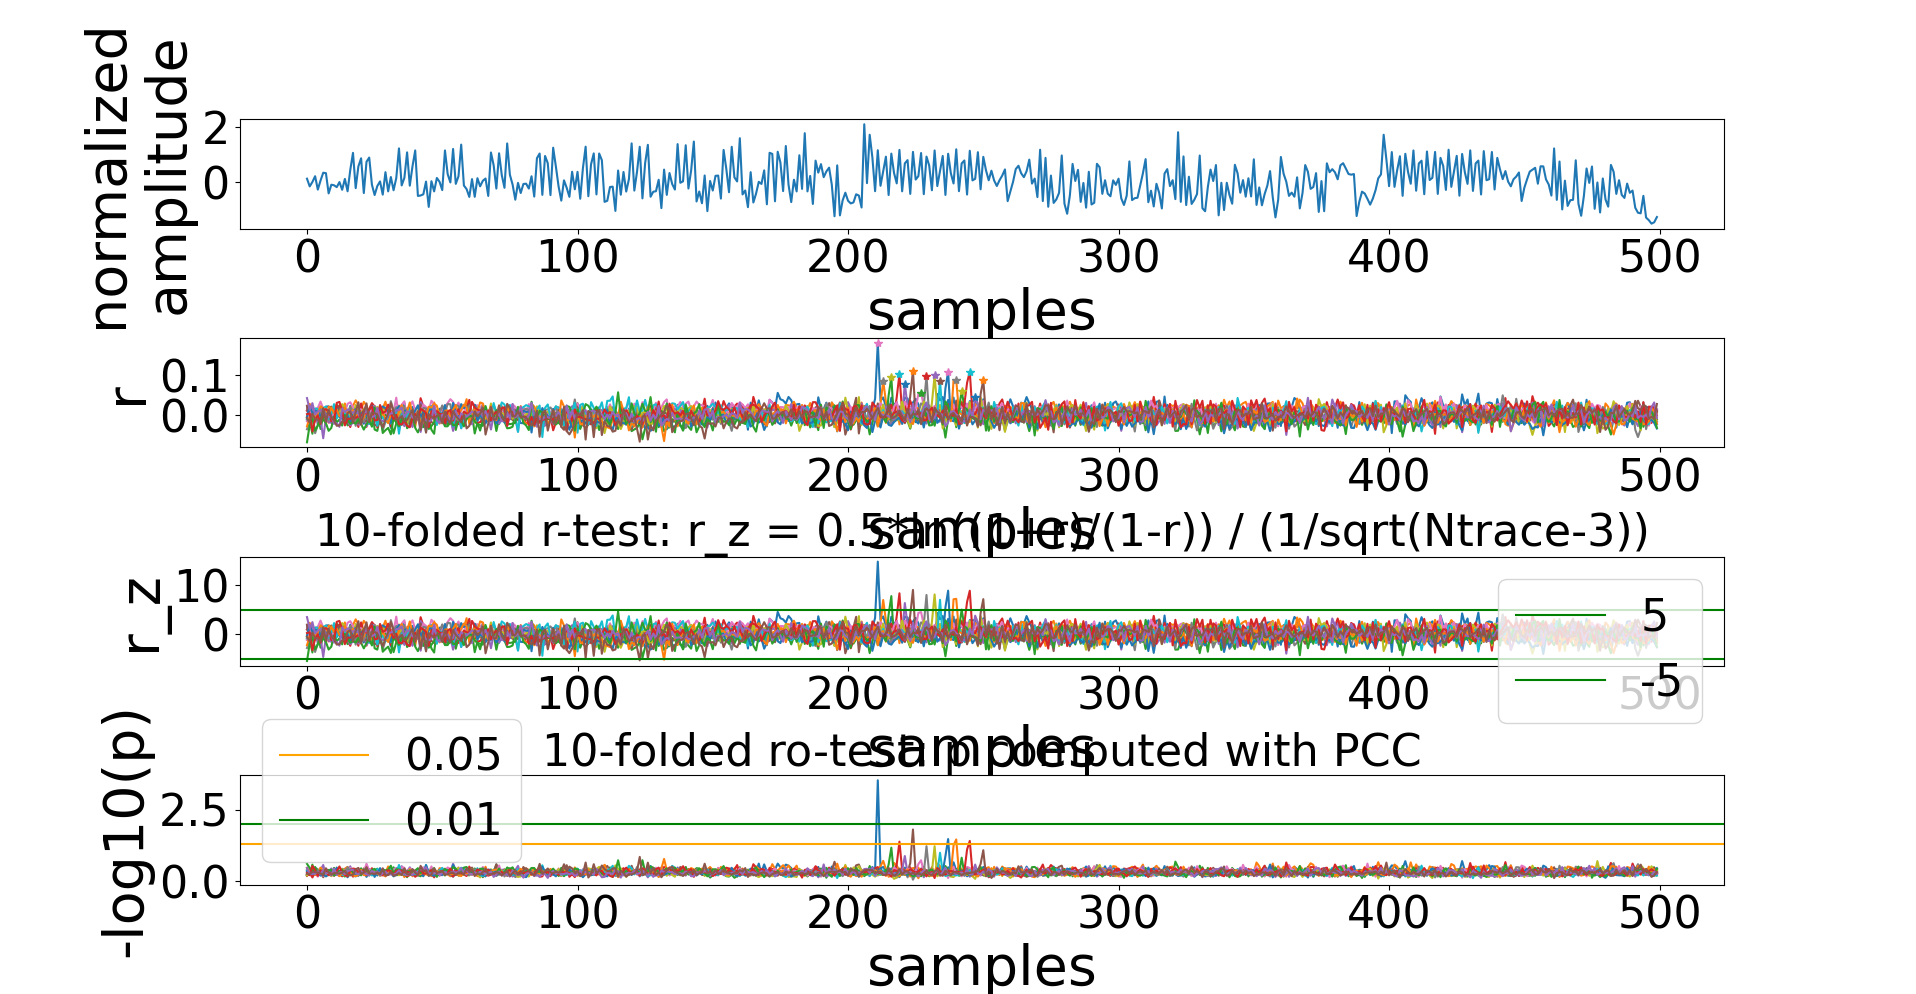 normalized
amplitude
2
0
0 100 200 300 400 500
samples
r
0.1
0.0
0 100 200 300 400 500
samples
10-folded r-test: r_z = 0.5*ln((1+r)/(1-r)) / (1/sqrt(Ntrace-3))
r_z
10
0
5
-5
0 100 200 300 400 500
samples
10-folded ro-test: p computed with PCC
-log10(p)
0.05
0.01
2.5
0.0
0 100 200 300 400 500
samples